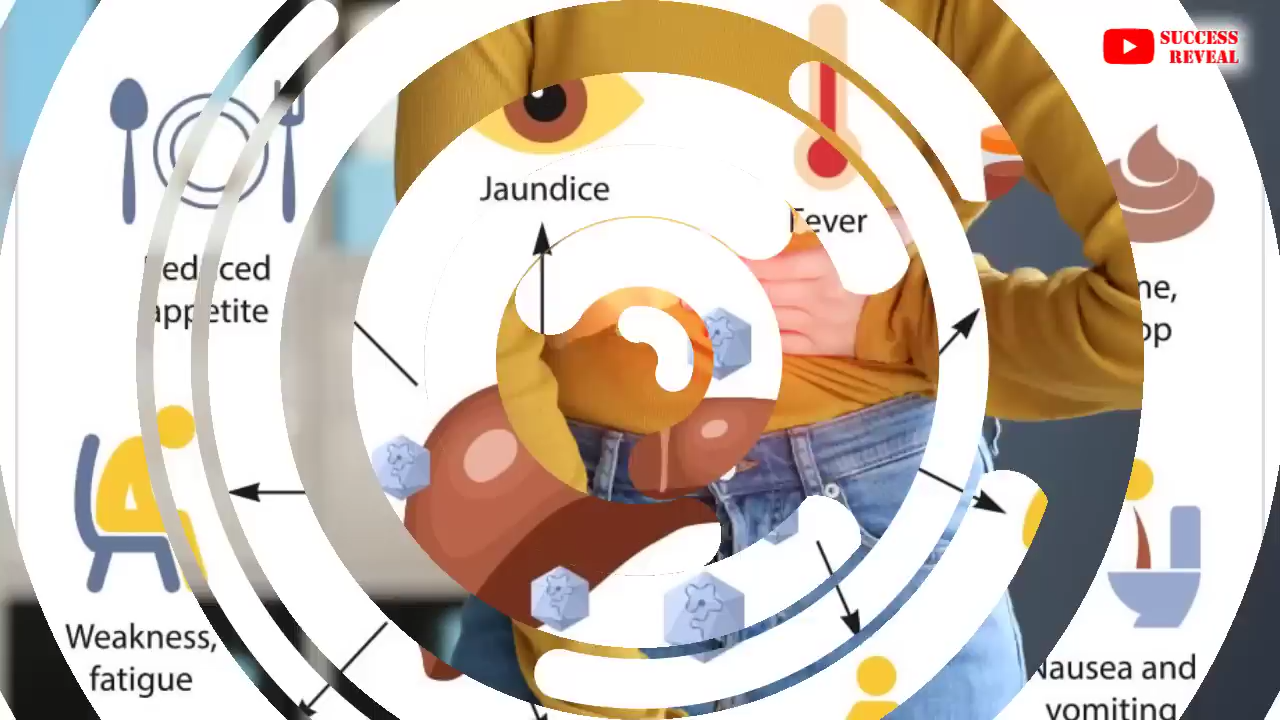 SUCCESS
REVEAL
Jaundice
Fever
Reduced
appetite
Weakness,
fatigue
Nausea and
vomiting